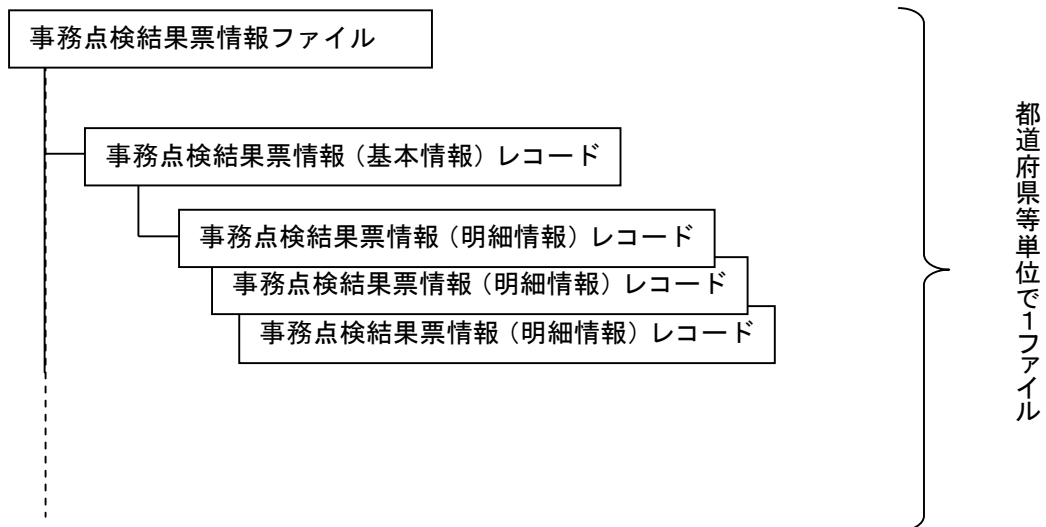 事務点検結果票情報ファイル
事務点検結果票情報（基本情報）レコード
事務点検結果票情報（明細情報）レコード
事務点検結果票情報（明細情報）レコード
事務点検結果票情報（明細情報）レコード
都道府県等単位で1ファイル